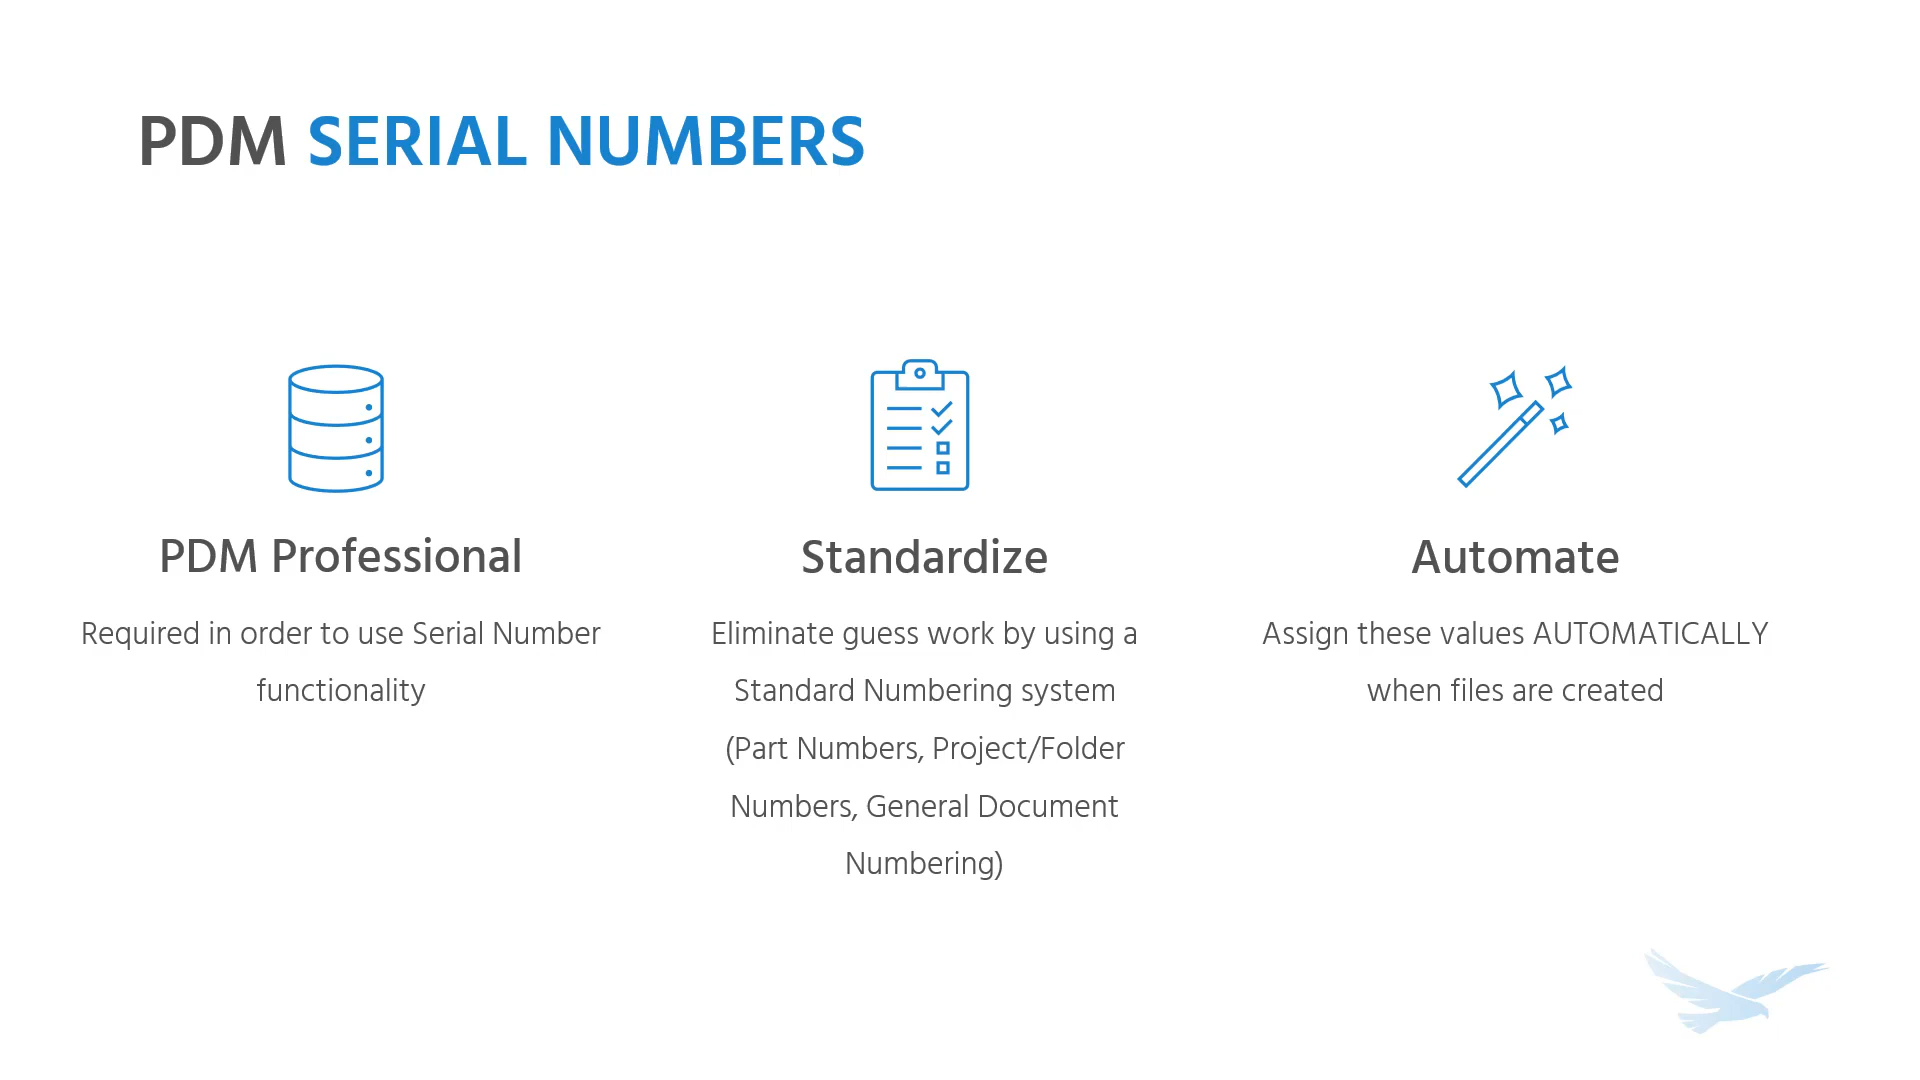 PDM SERIAL NUMBERS
PDM Professional
Required in order to use Serial Number
functionality
Standardize
Eliminate guess work by using a
Standard Numbering system
(Part Numbers, Project/Folder
Numbers, General Document
Numbering)
Automate
Assign these values AUTOMATICALLY
when files are created